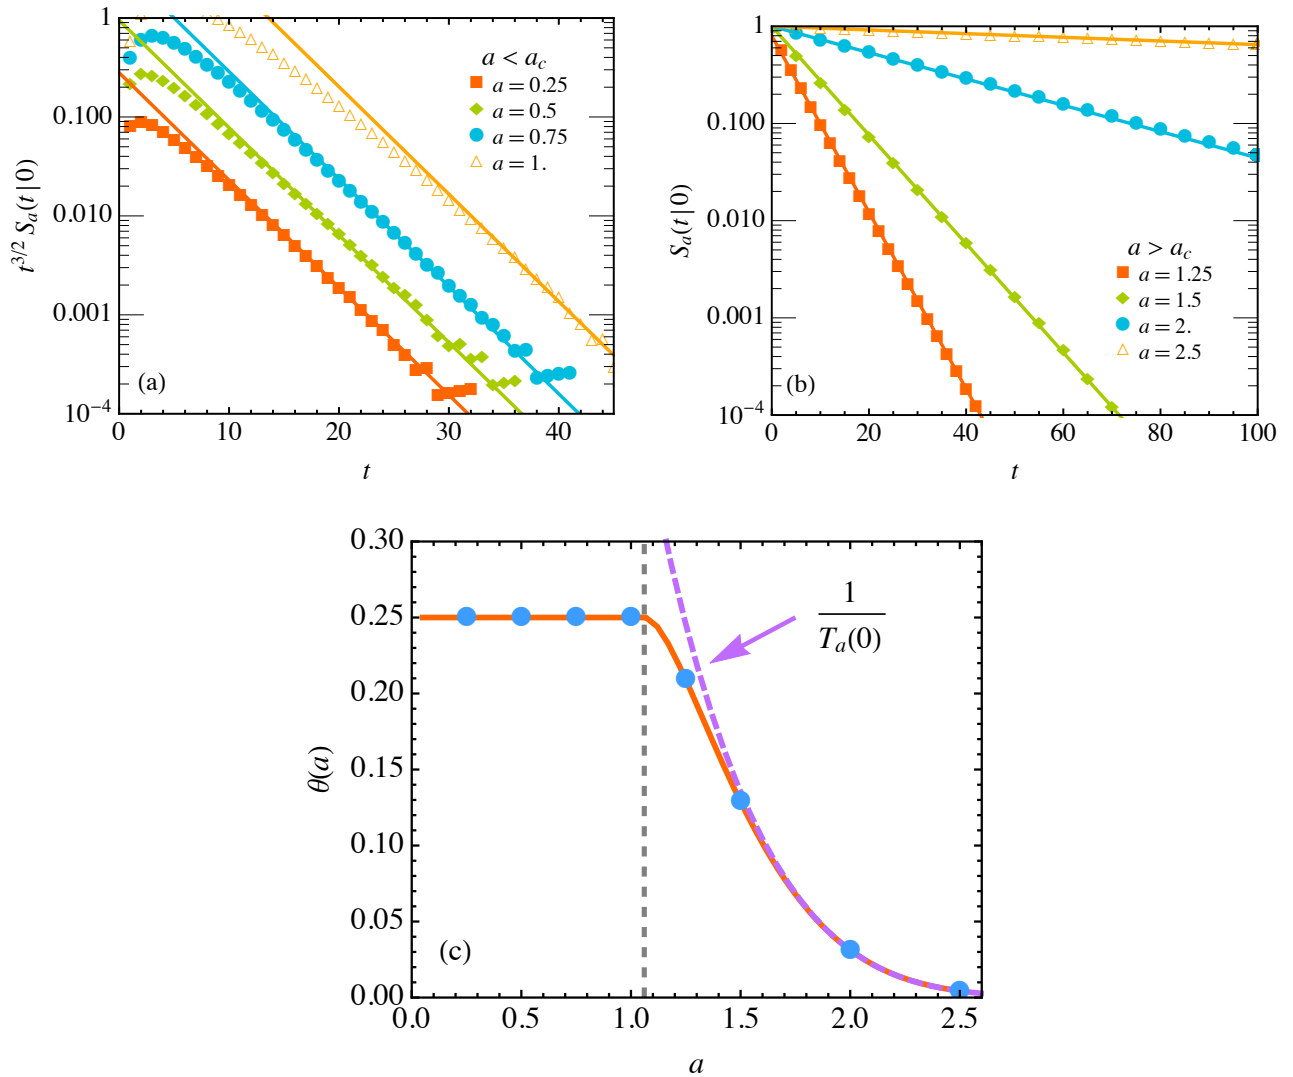 1
0.100
0.010
0.001
10⁻⁴
t^{3/2} S_a(t|0)
a < a_c
a = 0.25
a = 0.5
a = 0.75
a = 1.
(a)
0 10 20 30 40
t
1
0.100
0.010
0.001
10⁻⁴
S_a(t|0)
a > a_c
a = 1.25
a = 1.5
a = 2.
a = 2.5
(b)
0 20 40 60 80 100
t
0.30
0.25
0.20
0.15
0.10
0.05
0.00
θ(a)
1
T_a(0)
(c)
0.0 0.5 1.0 1.5 2.0 2.5
a